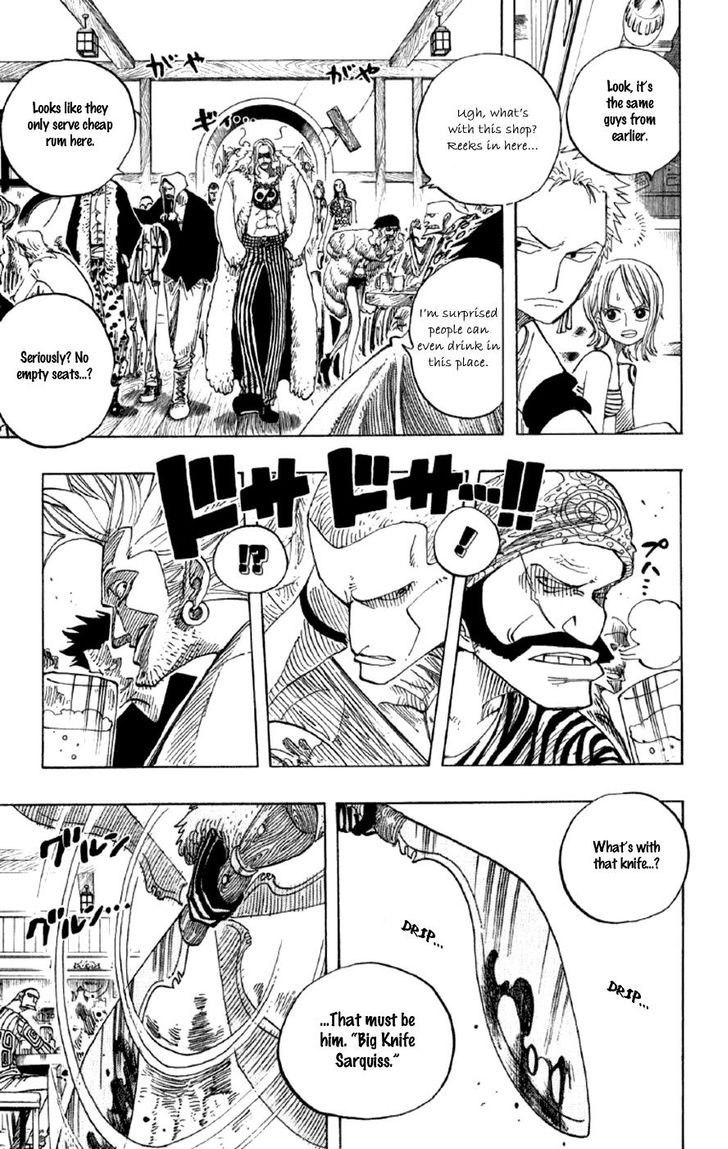 Look, it's
the same
guys from
earlier.
ガヤ
ガヤ
ギィ...
Ugh, what's
with this shop?
Reeks in here...
Looks like they
only serve cheap
rum here.
I'm surprised
people can
even drink in
this place.
Seriously? No
empty seats...?
ドサドサ…!!
プハ…
!
!?
What's with
that knife..?
DRIP...
DRIP...
グルン
グルン…
...That must be
him. "Big Knife
Sarquiss."